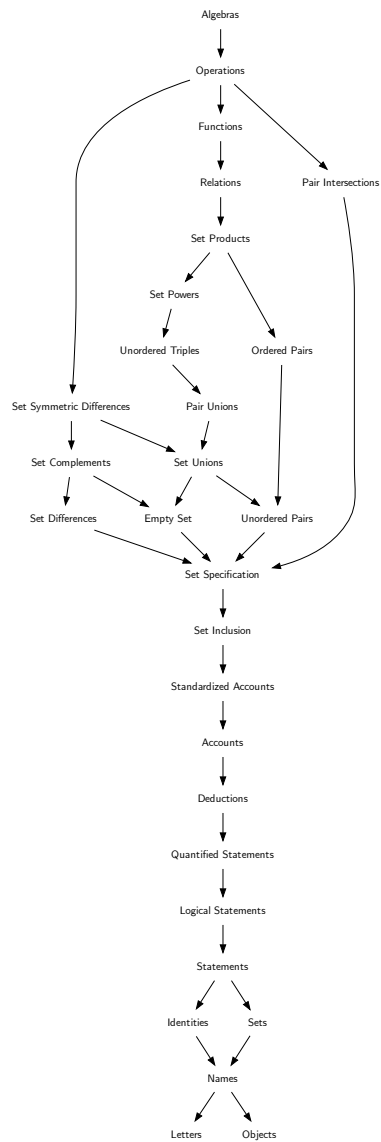 Algebras
Operations
Functions
Relations
Pair Intersections
Set Products
Set Powers
Unordered Triples
Ordered Pairs
Set Symmetric Differences
Pair Unions
Set Complements
Set Unions
Set Differences
Empty Set
Unordered Pairs
Set Specification
Set Inclusion
Standardized Accounts
Accounts
Deductions
Quantified Statements
Logical Statements
Statements
Identities
Sets
Names
Letters
Objects